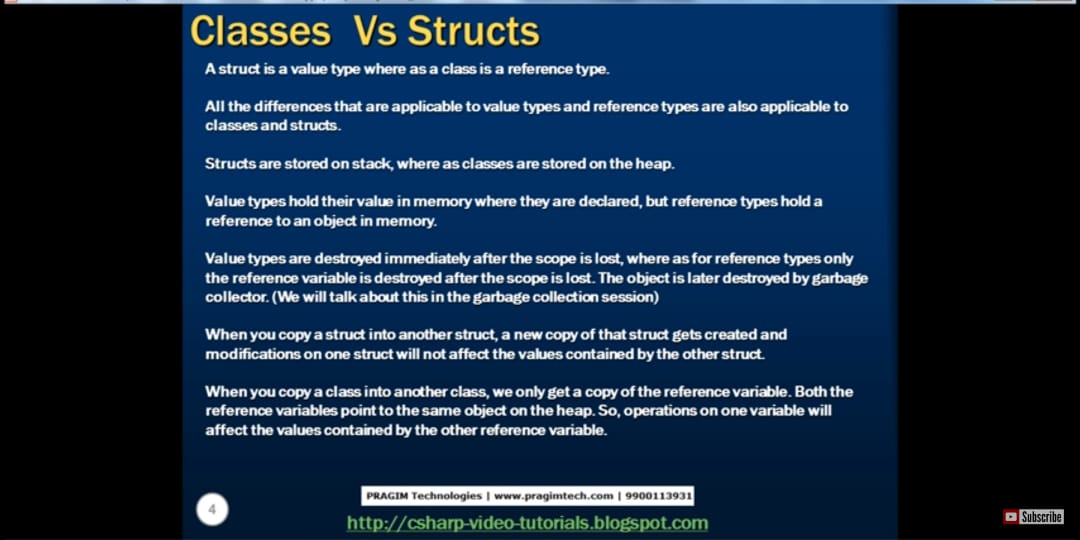 Classes Vs Structs
A struct is a value type where as a class is a reference type.
All the differences that are applicable to value types and reference types are also applicable to
classes and structs.
Structs are stored on stack, where as classes are stored on the heap.
Value types hold their value in memory where they are declared, but reference types hold a
reference to an object in memory.
Value types are destroyed immediately after the scope is lost, where as for reference types only
the reference variable is destroyed after the scope is lost. The object is later destroyed by garbage
collector. (We will talk about this in the garbage collection session)
When you copy a struct into another struct, a new copy of that struct gets created and
modifications on one struct will not affect the values contained by the other struct.
When you copy a class into another class, we only get a copy of the reference variable. Both the
reference variables point to the same object on the heap. So, operations on one variable will
affect the values contained by the other reference variable.
PRAGIM Technologies | www.pragimtech.com | 9900113931
4
http://csharp-video-tutorials.blogspot.com
Subscribe